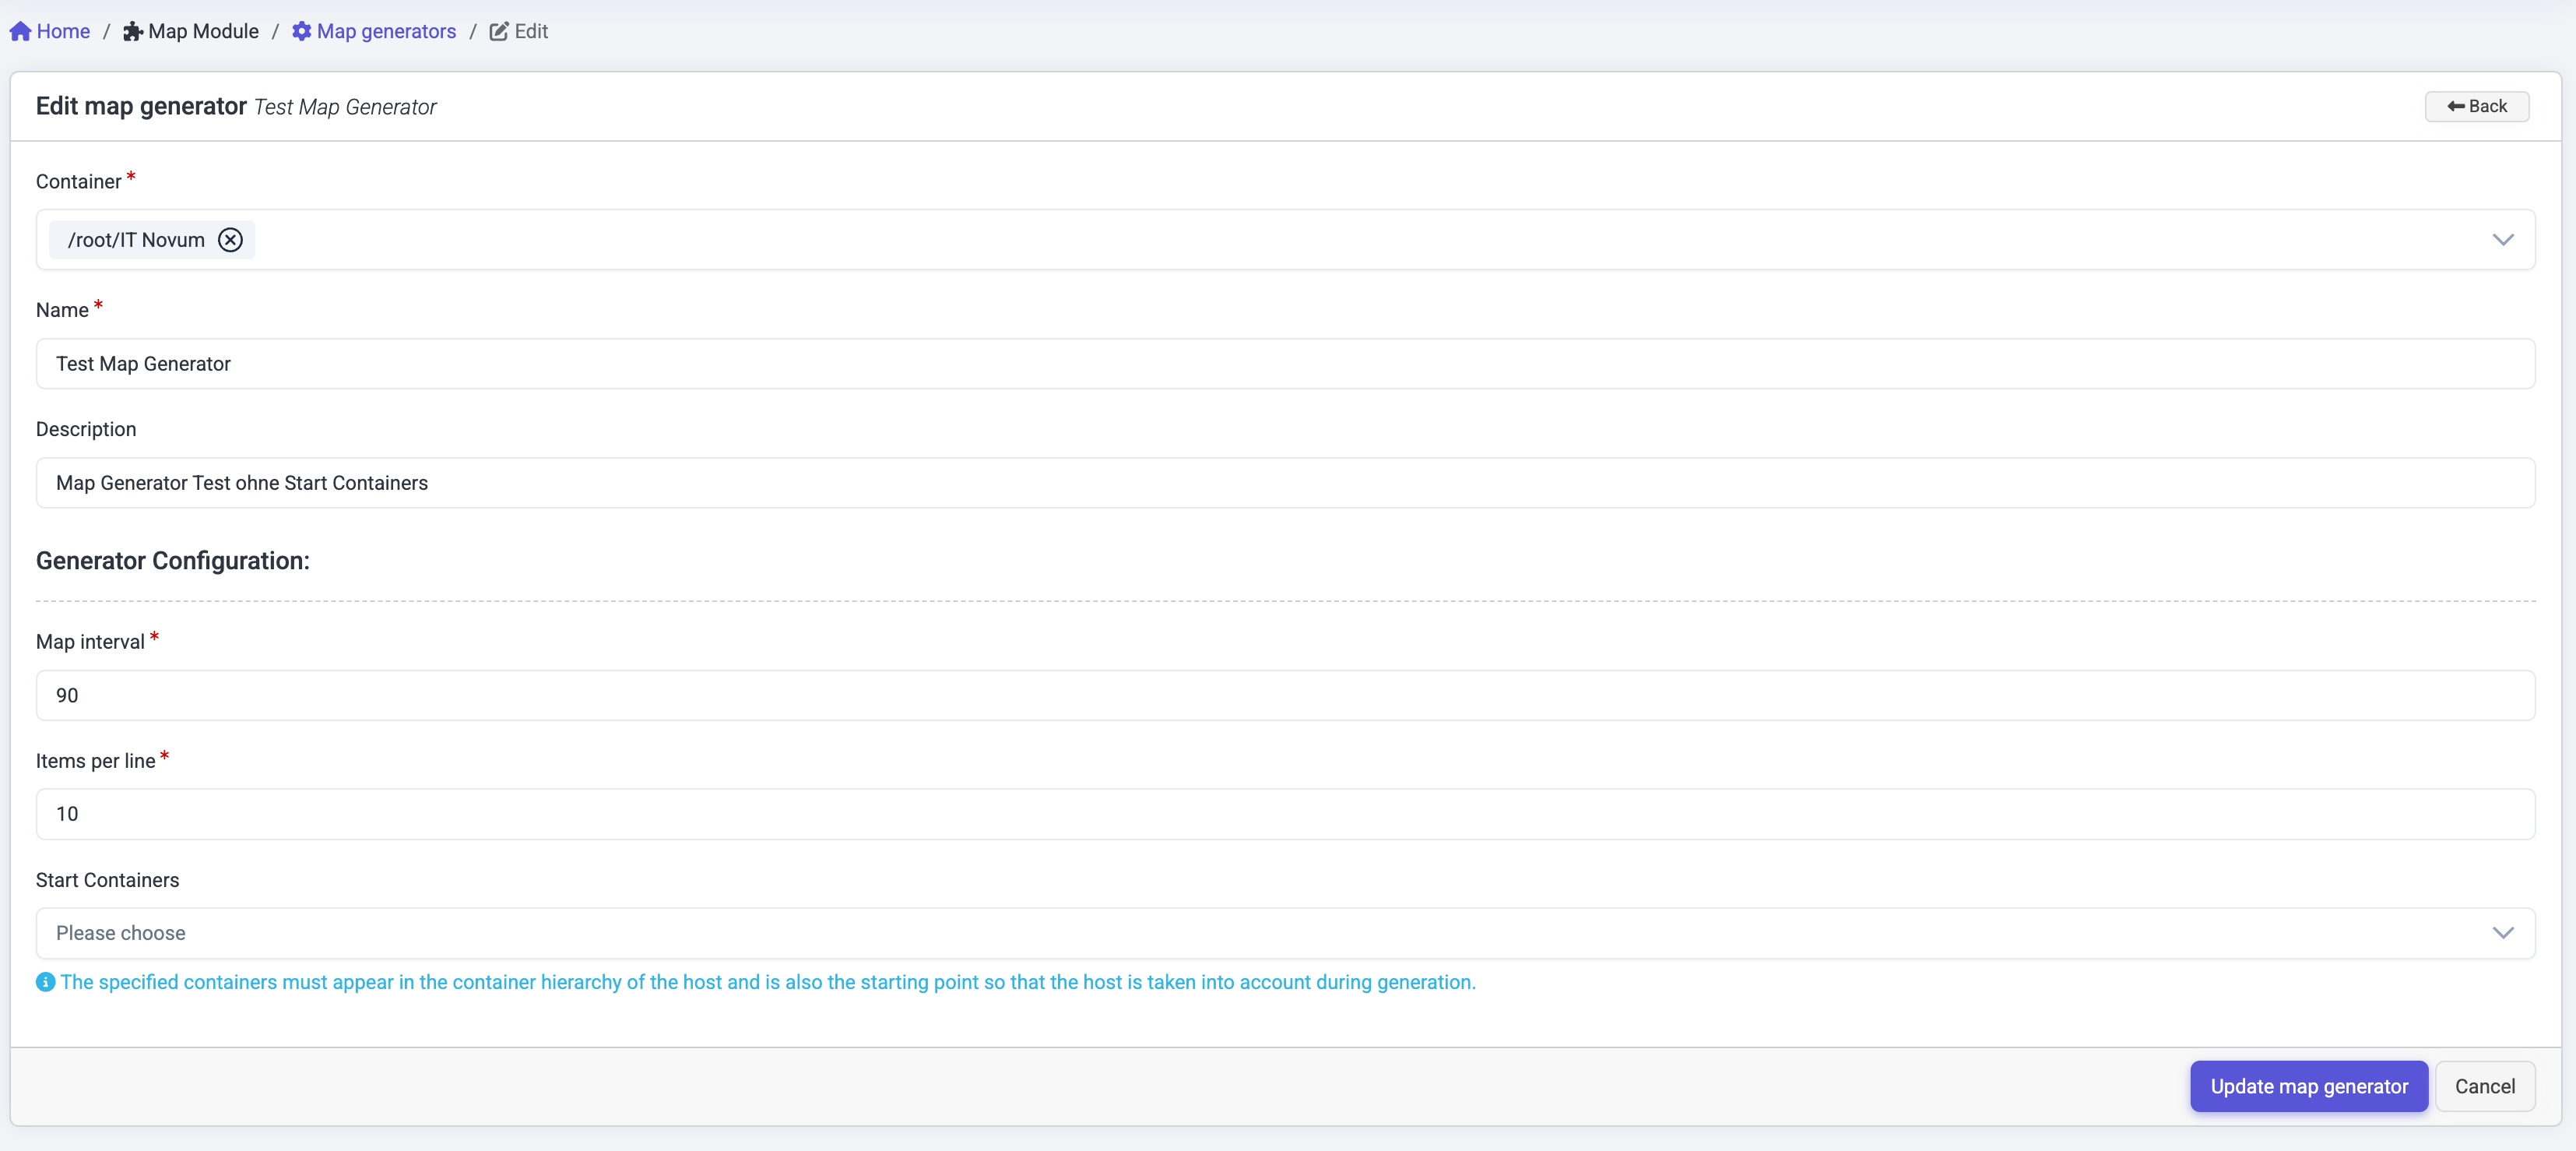 Home / Map Module / Map generators / Edit
Edit map generator Test Map Generator
Back
Container *
/root/IT Novum
Name *
Test Map Generator
Description
Map Generator Test ohne Start Containers
Generator Configuration:
Map interval *
90
Items per line *
10
Start Containers
Please choose
The specified containers must appear in the container hierarchy of the host and is also the starting point so that the host is taken into account during generation.
Update map generator
Cancel